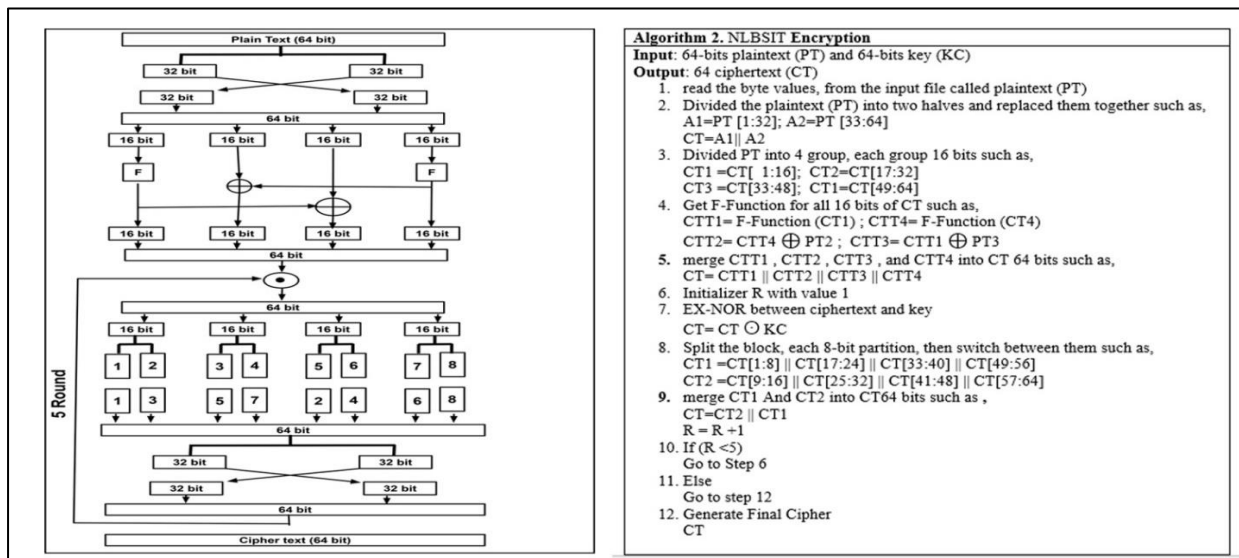 Plain Text (64 bit)
32 bit 32 bit
32 bit 32 bit
64 bit
16 bit 16 bit 16 bit 16 bit
F F
16 bit 16 bit 16 bit 16 bit
64 bit
64 bit
16 bit 16 bit 16 bit 16 bit
1 2 3 4 5 6 7 8
1 3 5 7 2 4 6 8
5 Round
64 bit
32 bit 32 bit
32 bit 32 bit
64 bit
Cipher text (64 bit)
Algorithm 2. NLBSIT Encryption
Input: 64-bits plaintext (PT) and 64-bits key (KC)
Output: 64 ciphertext (CT)
1. read the byte values, from the input file called plaintext (PT)
2. Divided the plaintext (PT) into two halves and replaced them together such as,
A1=PT [1:32]; A2=PT [33:64]
CT=A1|| A2
3. Divided PT into 4 group, each group 16 bits such as,
CT1 =CT[ 1:16]; CT2=CT[17:32]
CT3 =CT[33:48]; CT1=CT[49:64]
4. Get F-Function for all 16 bits of CT such as,
CTT1= F-Function (CT1) ; CTT4= F-Function (CT4)
CTT2= CTT4 ⊕ PT2 ; CTT3= CTT1 ⊕ PT3
5. merge CTT1 , CTT2 , CTT3 , and CTT4 into CT 64 bits such as,
CT= CTT1 || CTT2 || CTT3 || CTT4
6. Initializer R with value 1
7. EX-NOR between ciphertext and key
CT= CT ⊙ KC
8. Split the block, each 8-bit partition, then switch between them such as,
CT1 =CT[1:8] || CT[17:24] || CT[33:40] || CT[49:56]
CT2 =CT[9:16] || CT[25:32] || CT[41:48] || CT[57:64]
9. merge CT1 And CT2 into CT64 bits such as ,
CT=CT2 || CT1
R = R +1
10. If (R <5)
Go to Step 6
11. Else
Go to step 12
12. Generate Final Cipher
CT